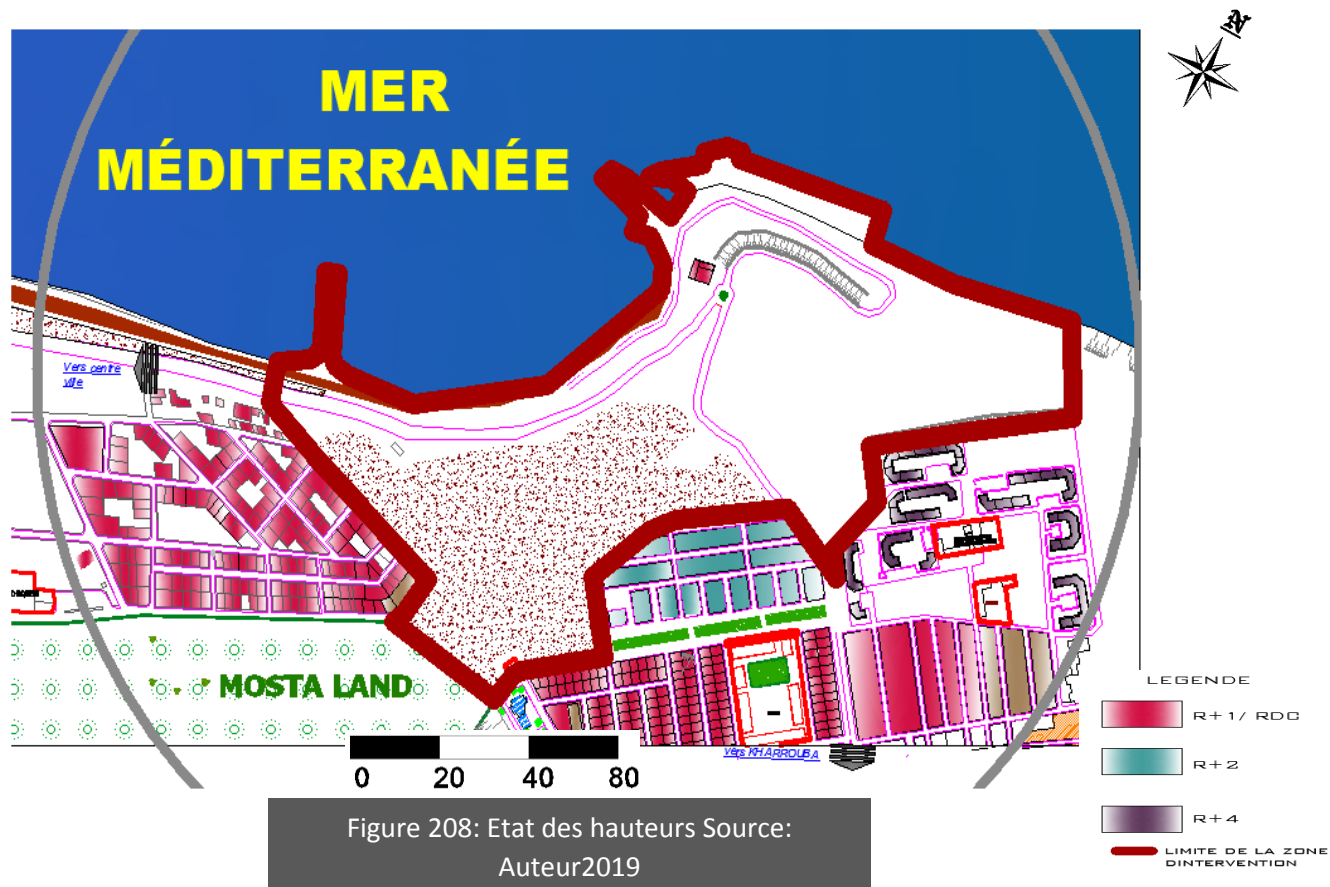 N
MER
MÉDITERRANÉE
Vers centre
ville
MOSTA LAND
LEGENDE
R+1/ RDC
R+2
R+4
LIMITE DE LA ZONE
DINTERVENTION
Vers KHARROUBA
0 20 40 80
Figure 208: Etat des hauteurs Source:
Auteur2019